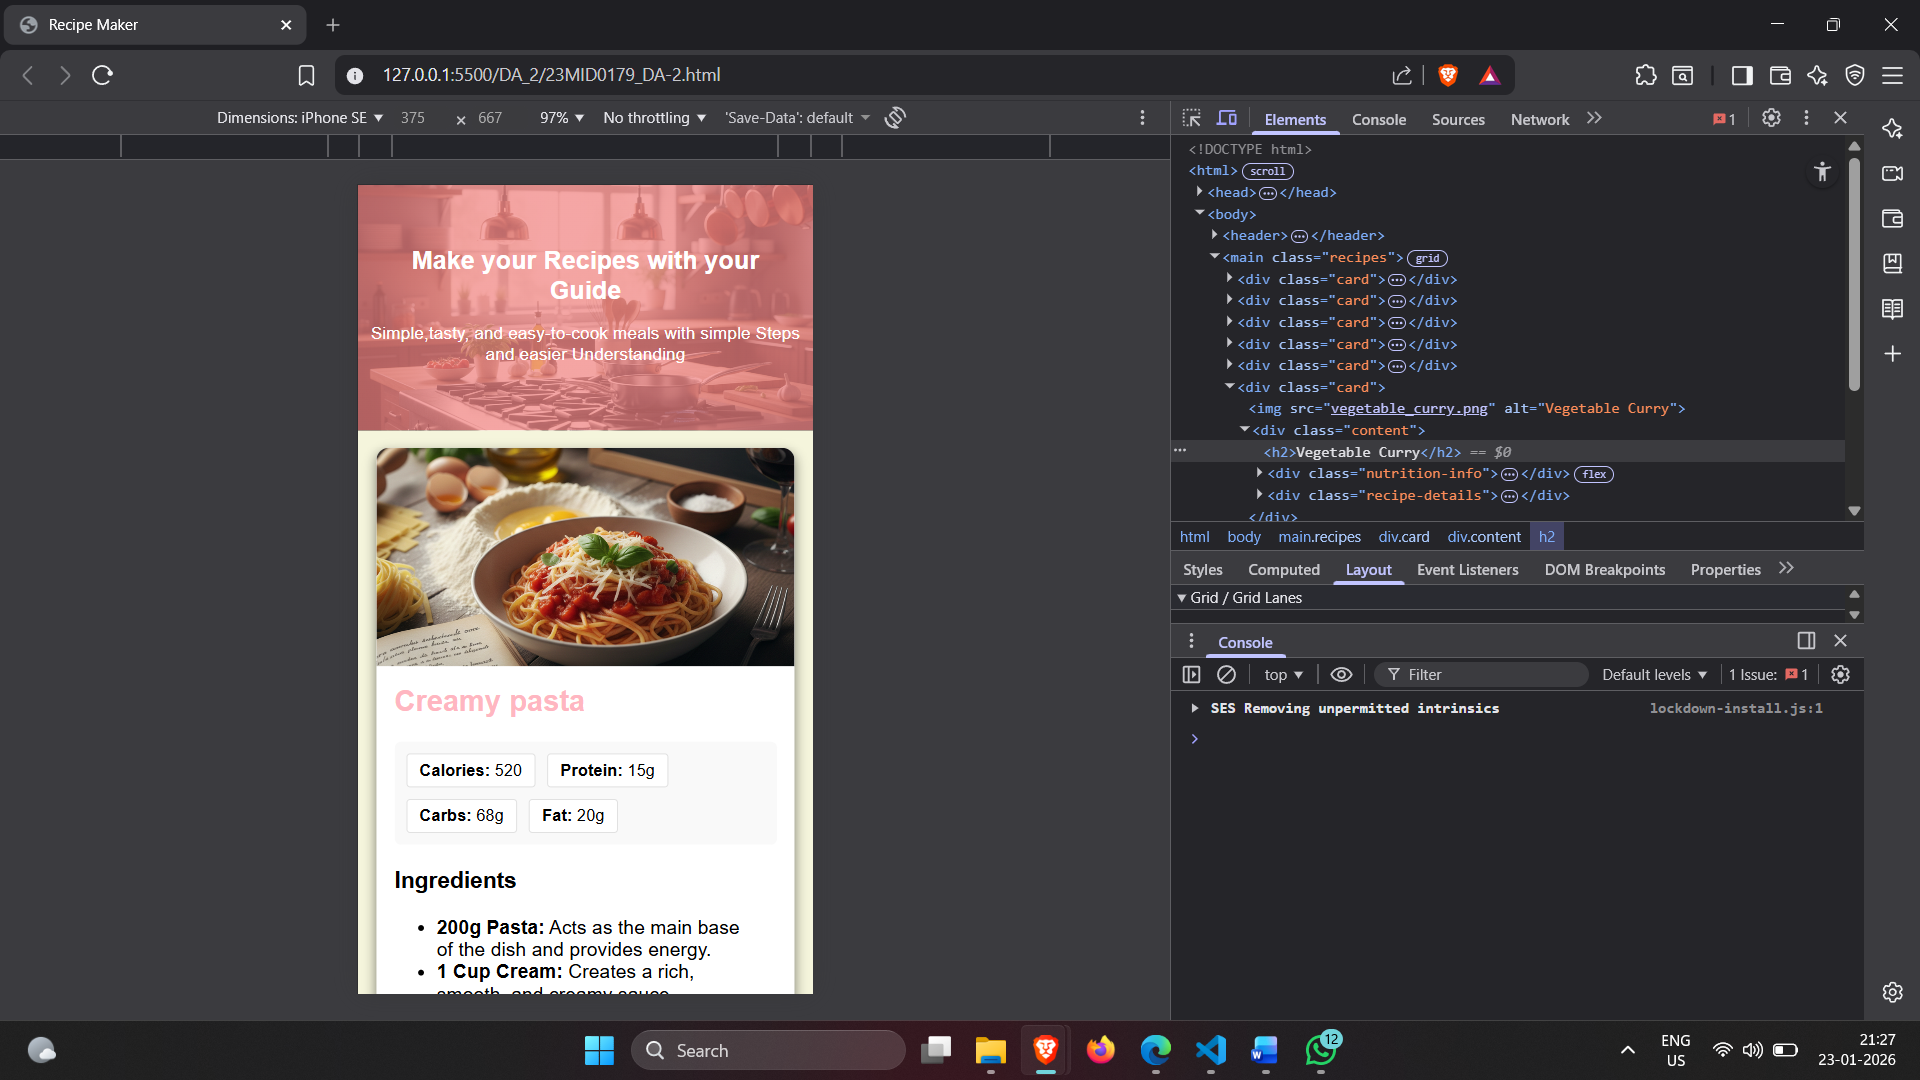 Recipe Maker
127.0.0.1:5500/DA_2/23MID0179_DA-2.html
Dimensions: iPhone SE 375 × 667 97% No throttling 'Save-Data': default
Make your Recipes with your
Guide
Simple,tasty, and easy-to-cook meals with simple Steps
and easier Understanding
Creamy pasta
Calories: 520 Protein: 15g
Carbs: 68g Fat: 20g
Ingredients
• 200g Pasta: Acts as the main base
of the dish and provides energy.
• 1 Cup Cream: Creates a rich,
smooth, and creamy sauce.
Elements Console Sources Network 1
<!DOCTYPE html>
<html> scroll
<head> </head>
<body>
<header> </header>
<main class="recipes"> grid
<div class="card"> </div>
<div class="card"> </div>
<div class="card"> </div>
<div class="card"> </div>
<div class="card"> </div>
<div class="card">
<img src="vegetable_curry.png" alt="Vegetable Curry">
<div class="content">
<h2>Vegetable Curry</h2> == $0
<div class="nutrition-info"> </div> flex
<div class="recipe-details"> </div>
</div>
html body main.recipes div.card div.content h2
Styles Computed Layout Event Listeners DOM Breakpoints Properties
Grid / Grid Lanes
Console
top Filter Default levels 1 Issue: 1
SES Removing unpermitted intrinsics lockdown-install.js:1
Search
12
ENG
US
21:27
23-01-2026